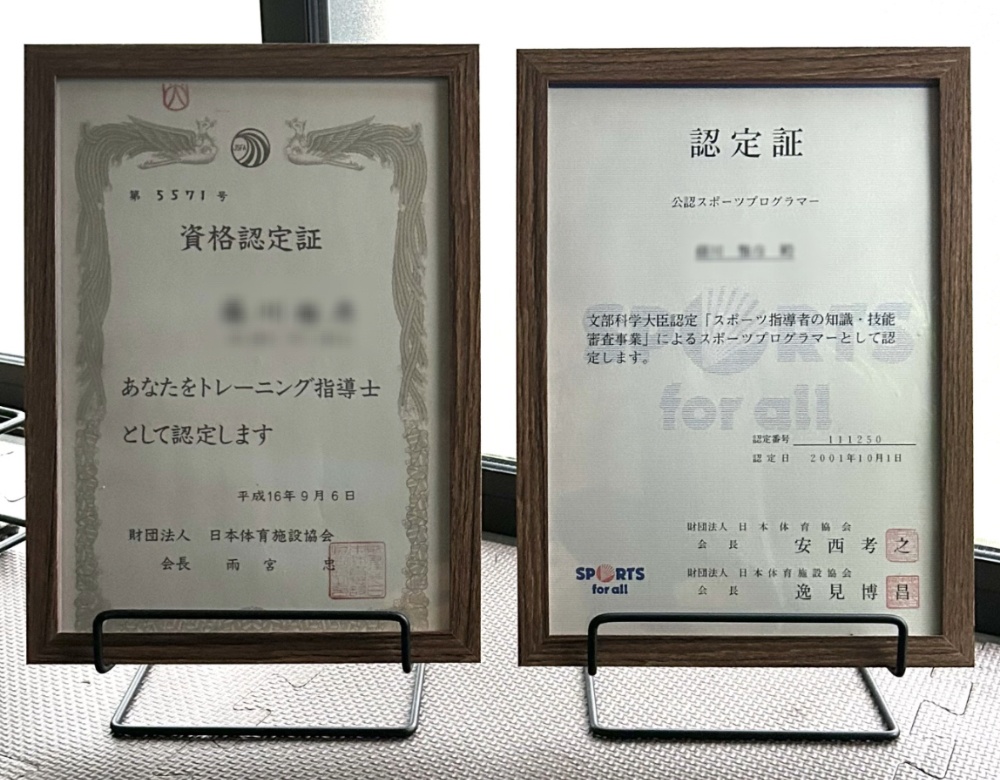 第 5571 号
資格認定証
あなたをトレーニング指導士
として認定します
平成16年9月6日
財団法人 日本体育施設協会
会長 雨宮 忠
認定証
公認スポーツプログラマー
SPORTS
for all
文部科学大臣認定「スポーツ指導者の知識・技能
審査事業」によるスポーツプログラマーとして認
定します。
認定番号 111250
認定日 2001年10月1日
財団法人 日本体育協会
会長 安西孝之
財団法人 日本体育施設協会
会長 逸見博昌
SPORTS
for all